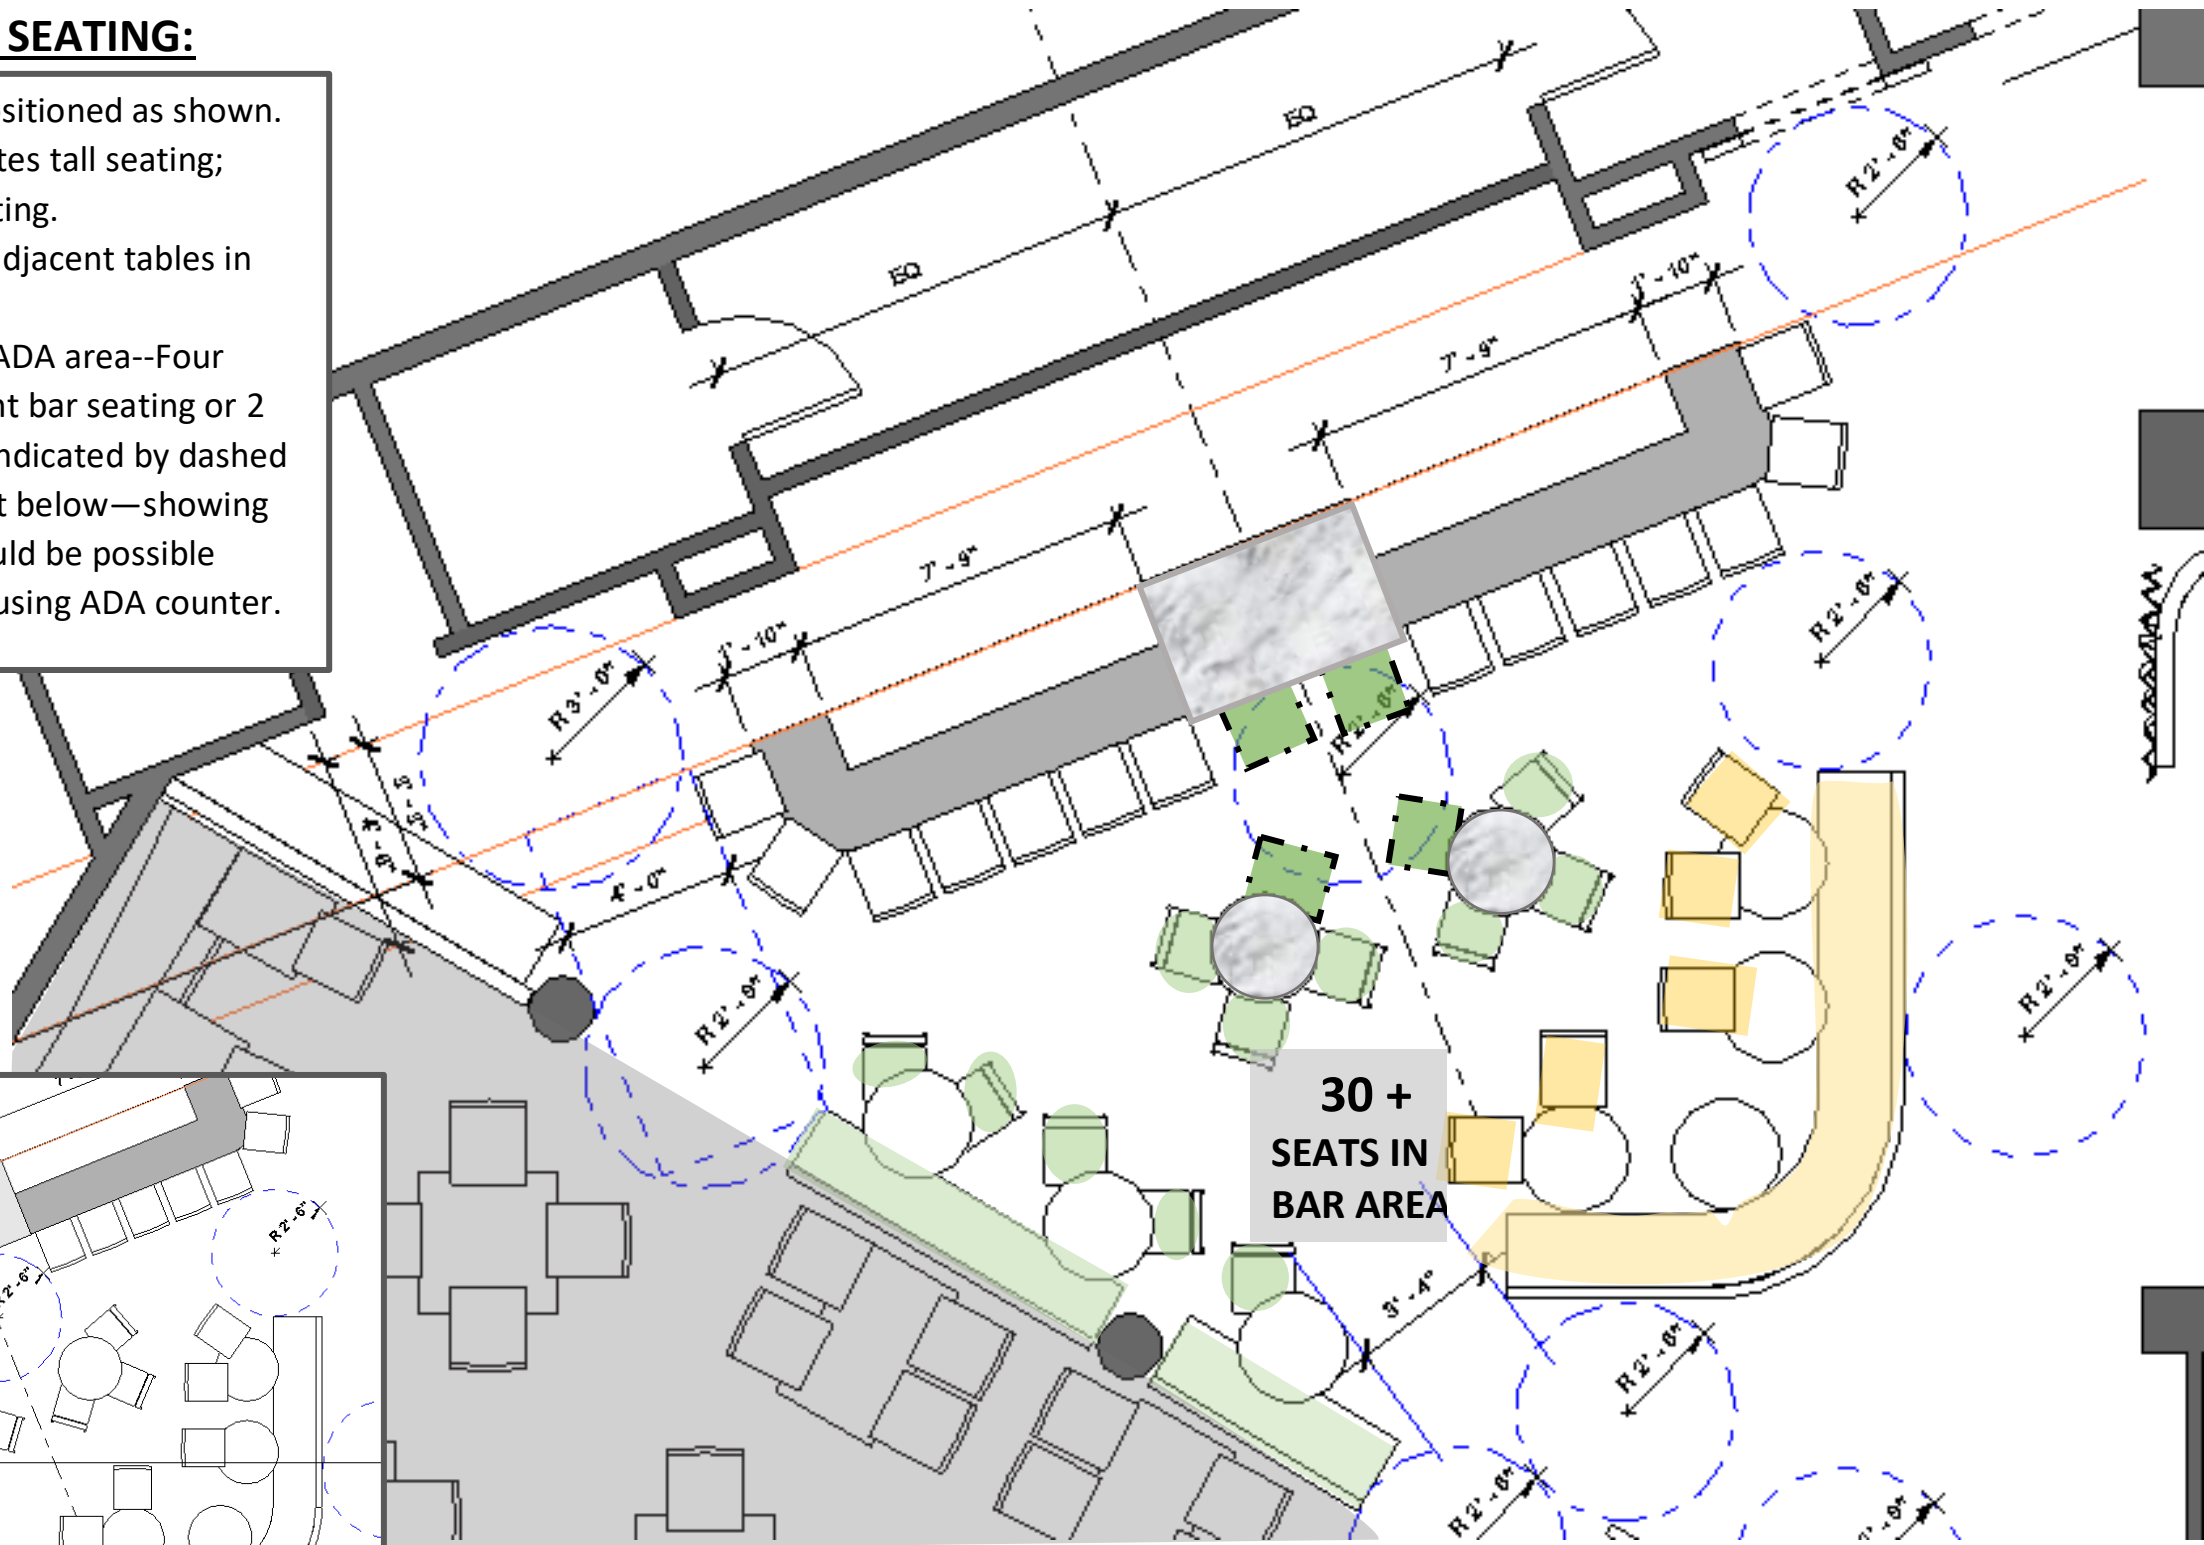 SEATING:
sitioned as shown.
tes tall seating;
ting.
djacent tables in
ADA area--Four
nt bar seating or 2
ndicated by dashed
t below—showing
uld be possible
using ADA counter.
EQ
EQ
R 2' - 6"
1' - 10"
7' - 9"
7' - 9"
1' - 10"
R 3' - 0"
R 2' - 6"
R 2' - 6"
4' - 0"
R 2' - 9"
R 2' - 9"
30 +
SEATS IN
BAR AREA
3' - 4"
R 2' - 6"
R 2' - 6"
R 2' - 6"
R 2' - 6"